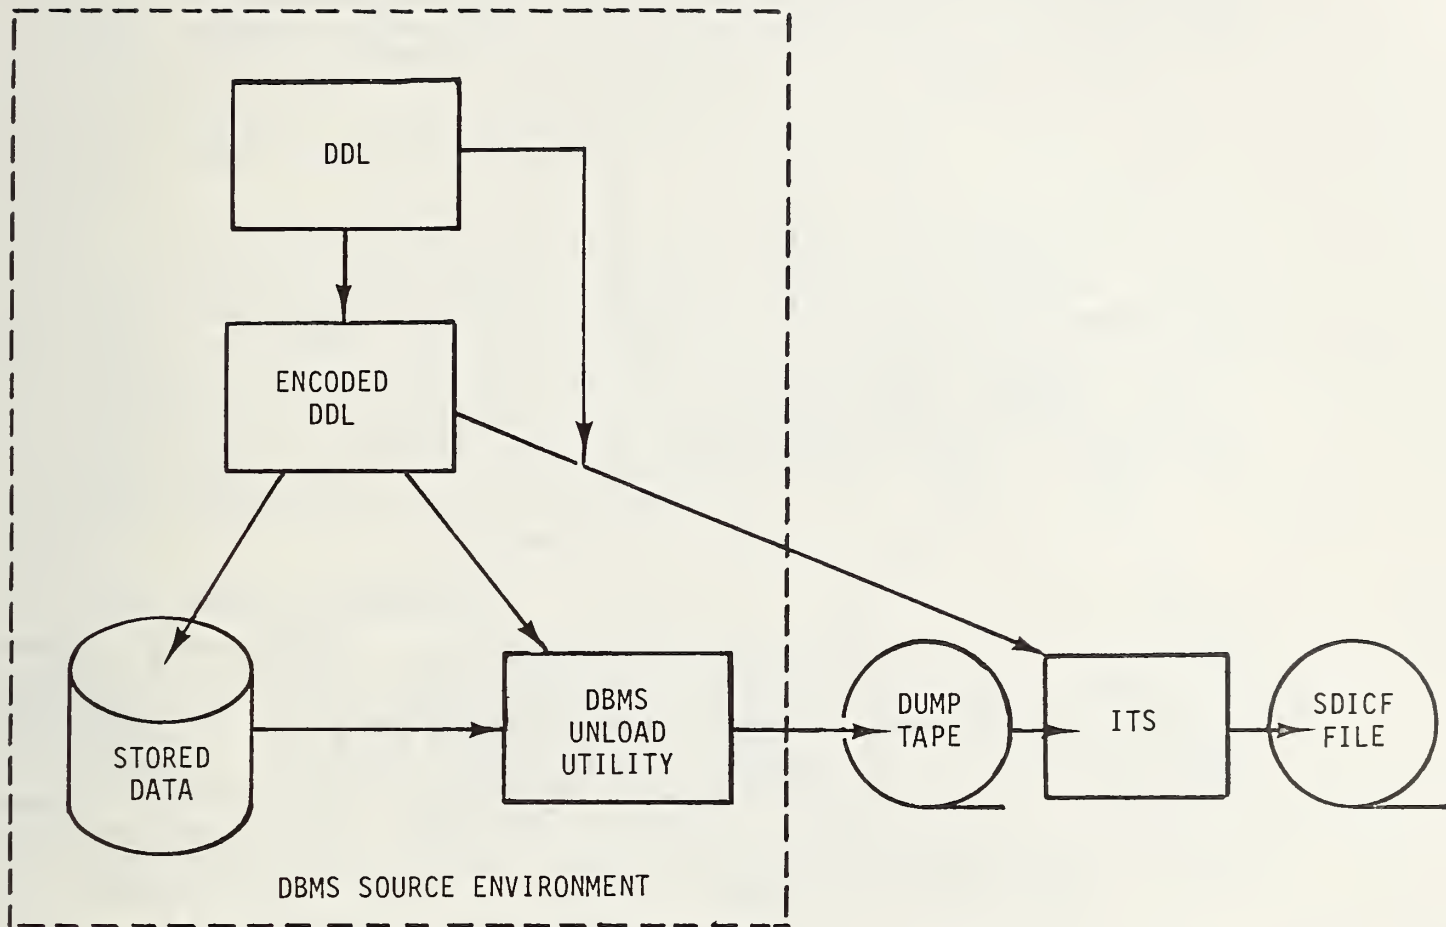 DDL
ENCODED
DDL
STORED
DATA
DBMS
UNLOAD
UTILITY
DUMP
TAPE
ITS
SDICF
FILE
DBMS SOURCE ENVIRONMENT